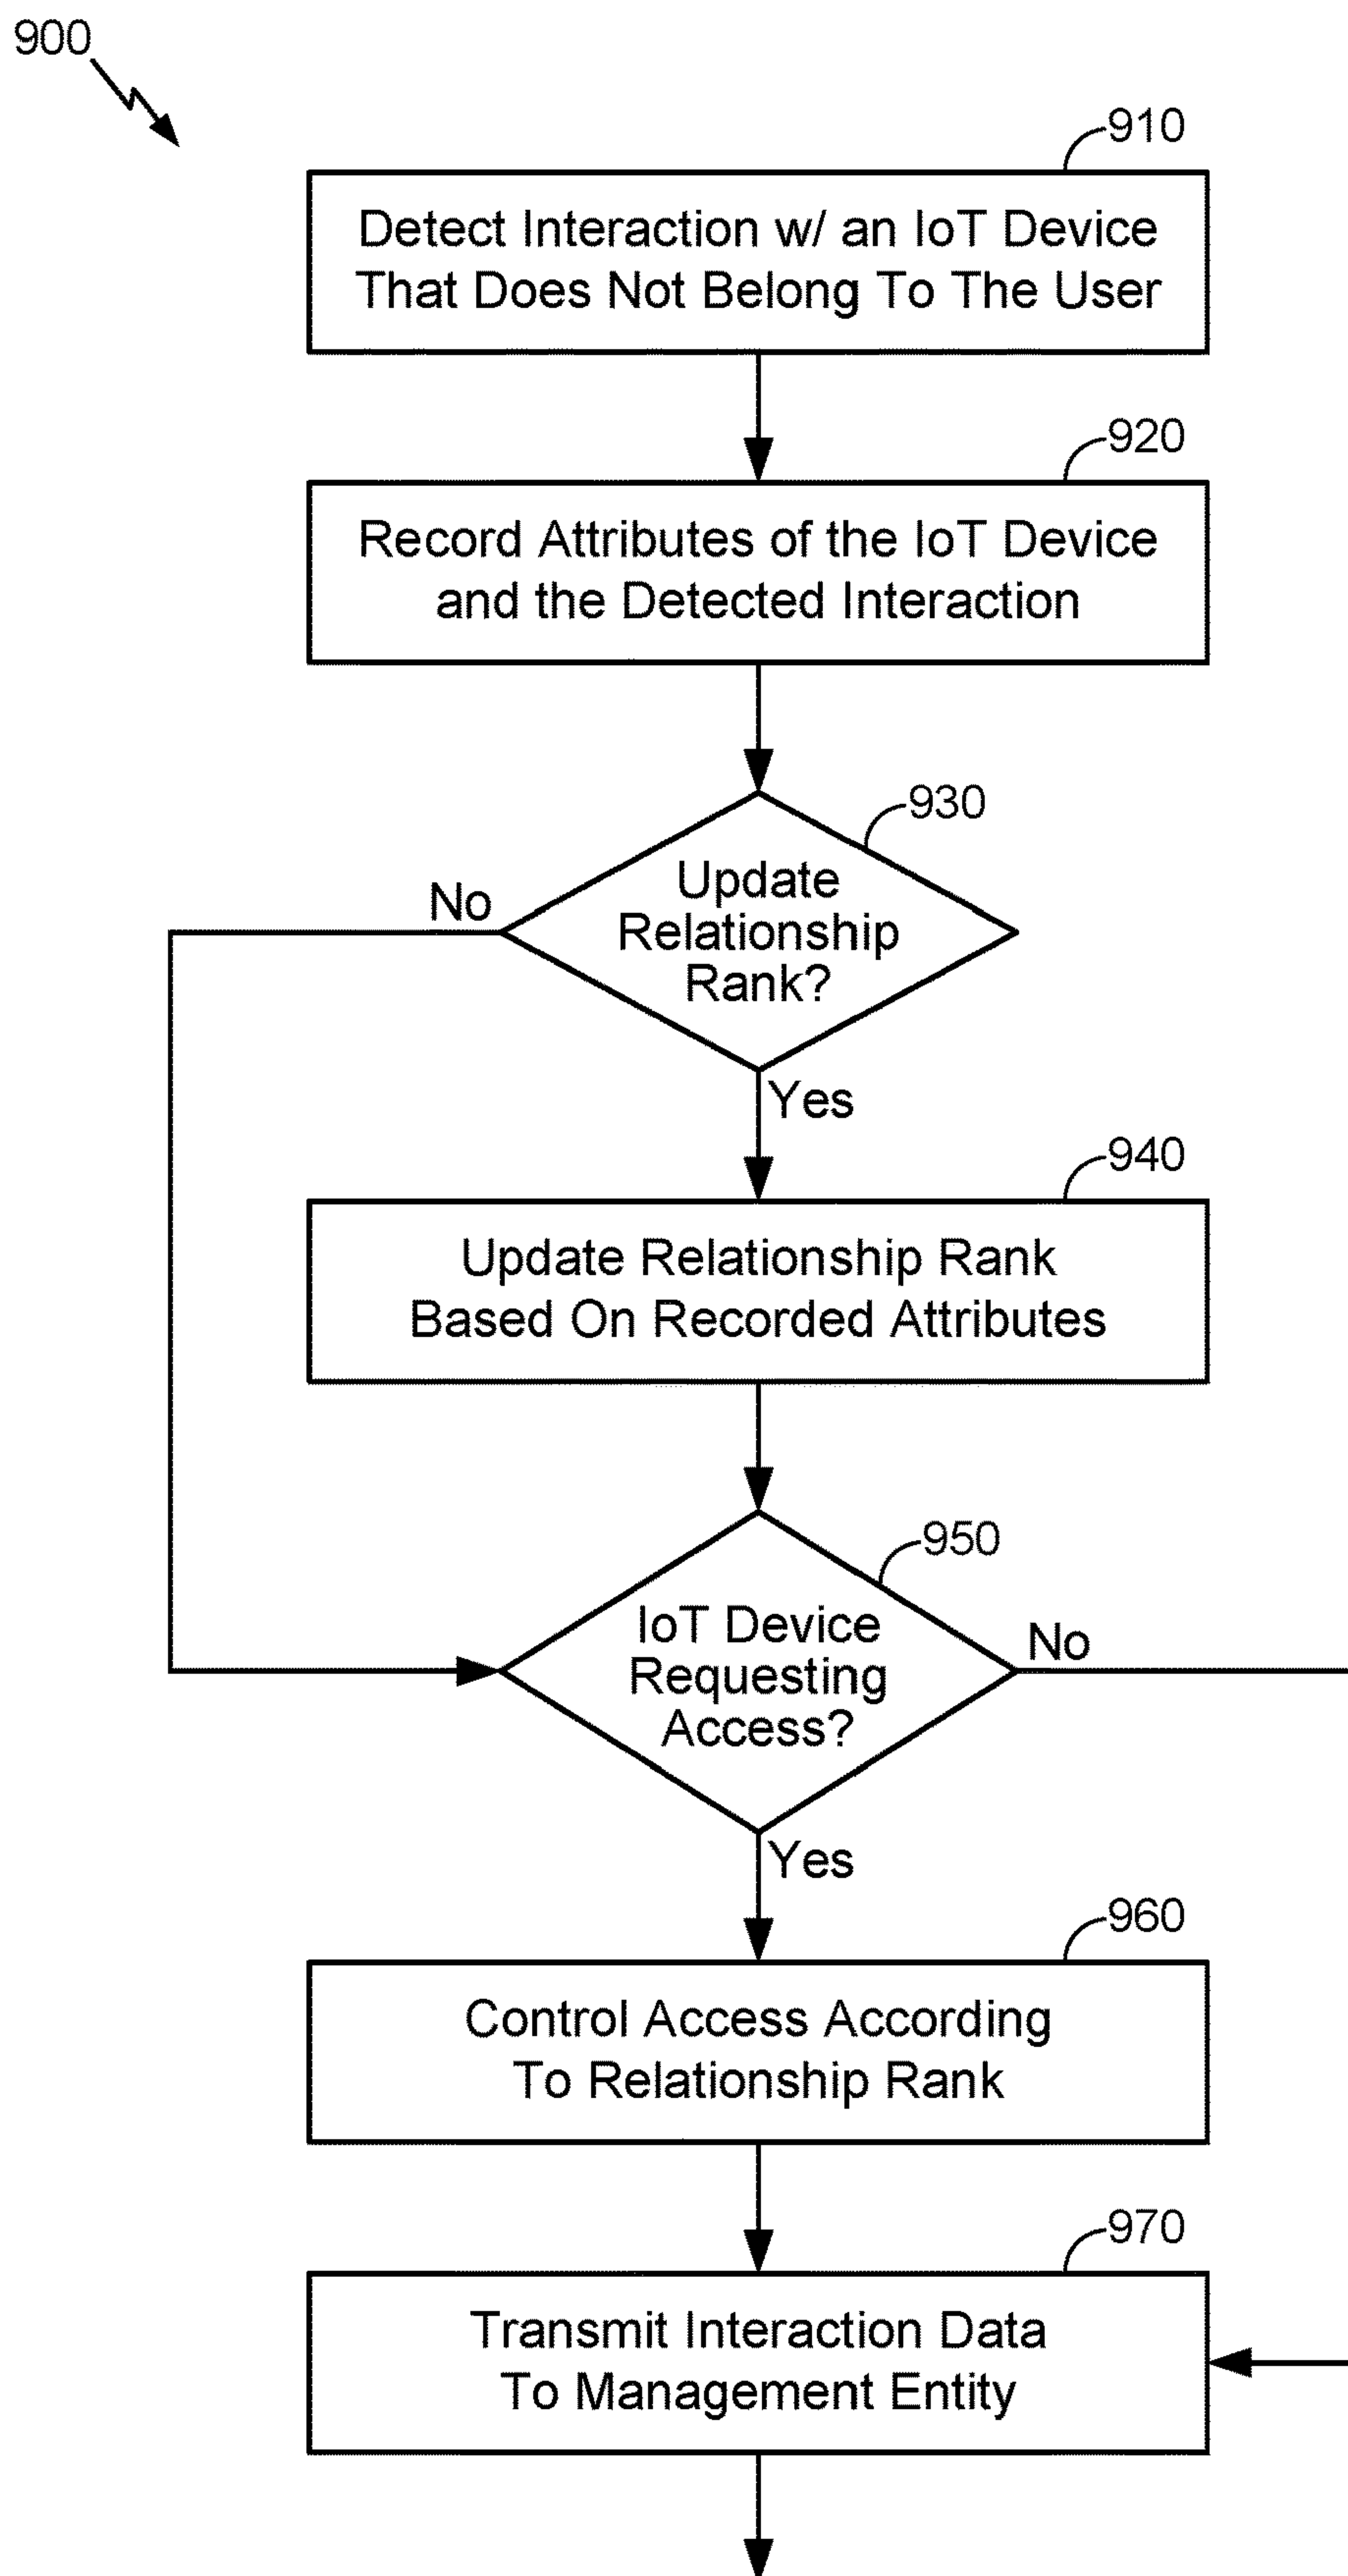 900
910
Detect Interaction w/ an IoT Device
That Does Not Belong To The User
920
Record Attributes of the IoT Device
and the Detected Interaction
930
No
Update
Relationship
Rank?
Yes
940
Update Relationship Rank
Based On Recorded Attributes
950
IoT Device
Requesting
Access?
No
Yes
960
Control Access According
To Relationship Rank
970
Transmit Interaction Data
To Management Entity